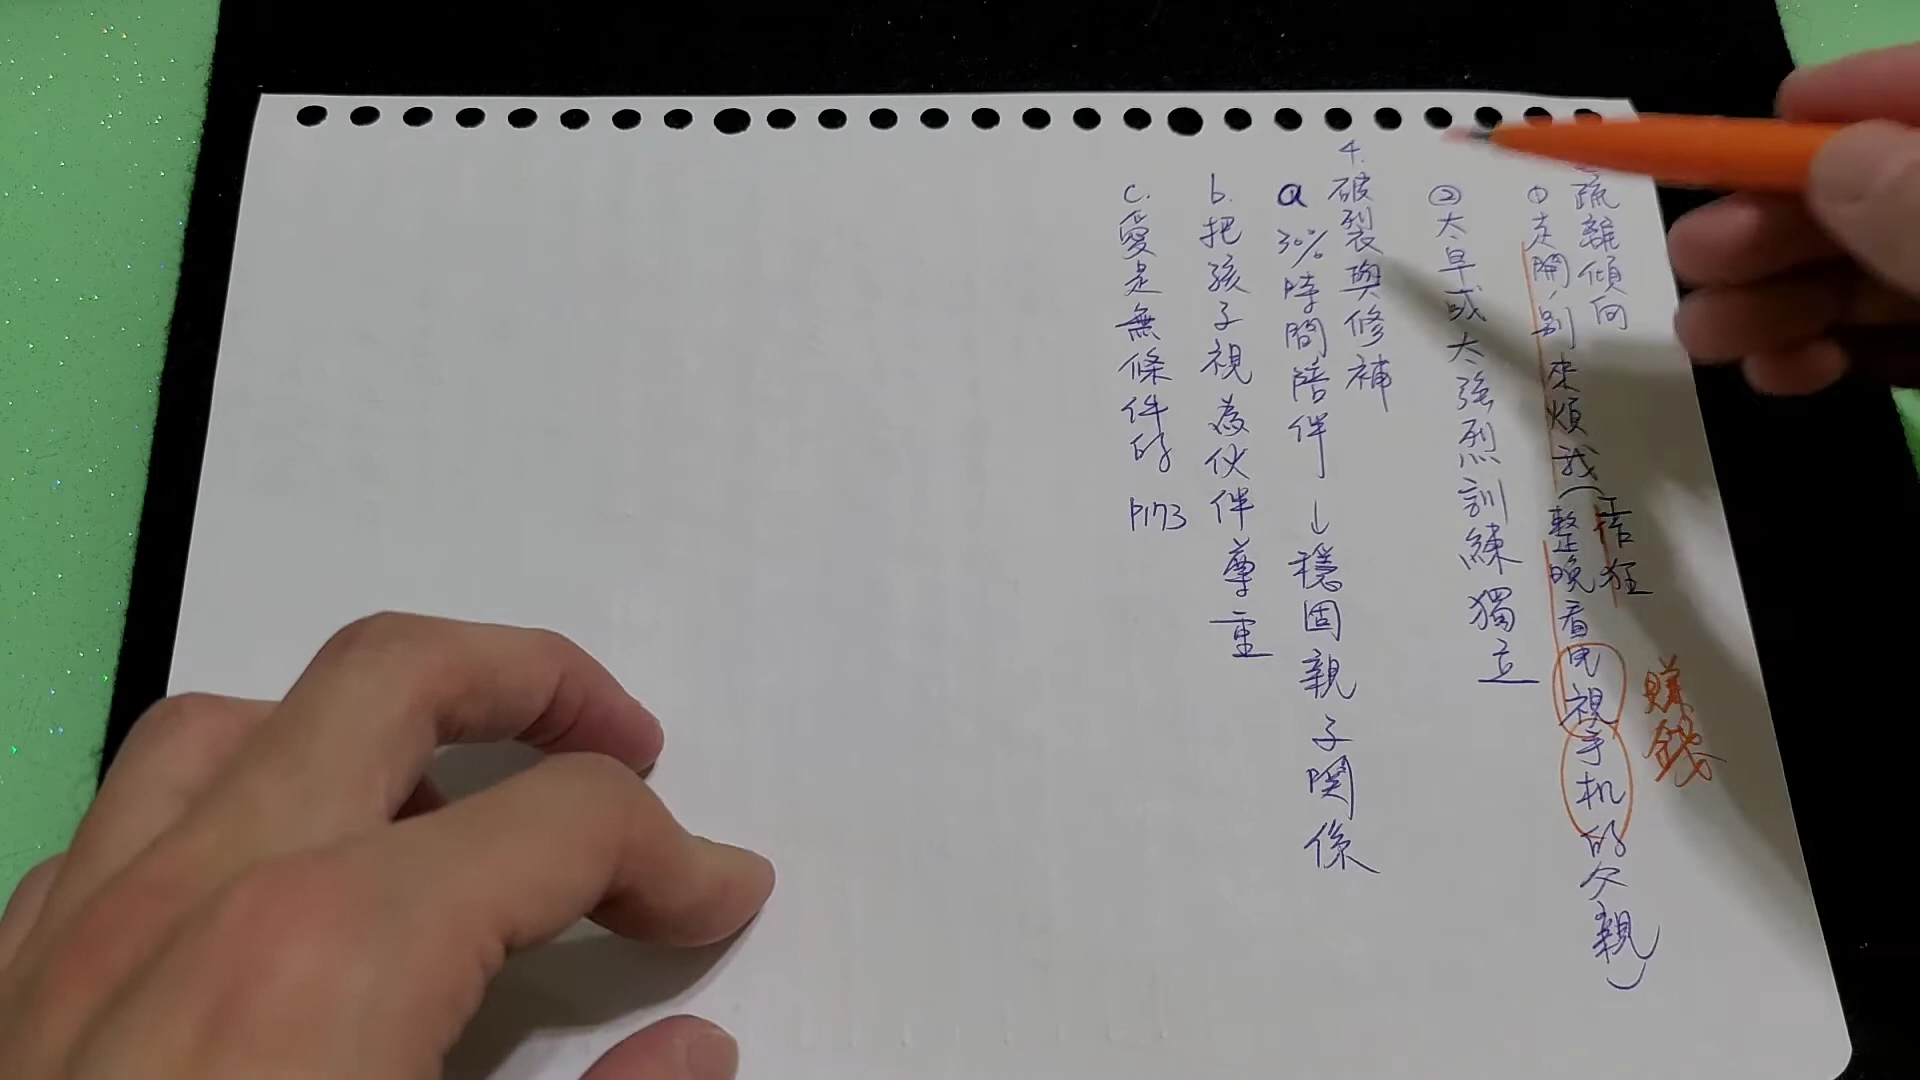 疏離傾向
①走開,別來煩我(工作狂
整晚看电視手机的父親)
賺錢
②太早或太強烈訓練獨立
4.破裂與修補
a 30%時間陪伴→穩固親子関係
b.把孩子視為伙伴尊重
c.愛是無條件的 P173